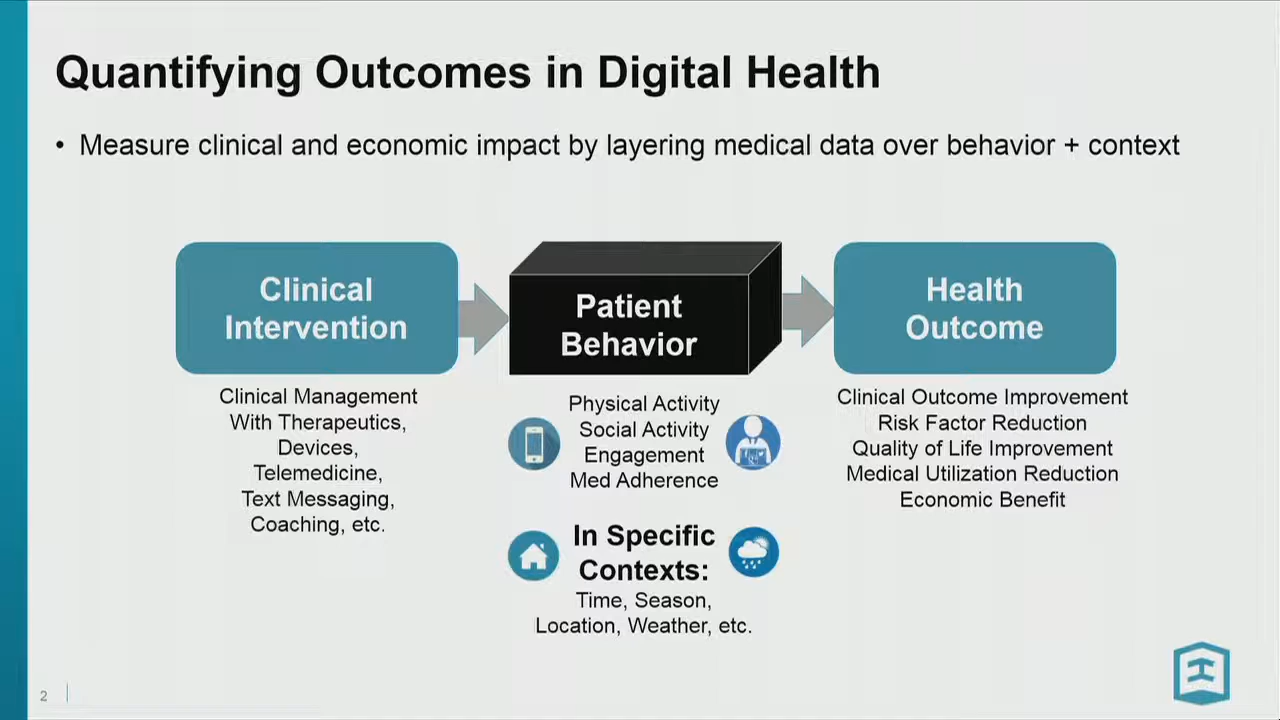 Quantifying Outcomes in Digital Health
• Measure clinical and economic impact by layering medical data over behavior + context
Clinical
Intervention
Clinical Management
With Therapeutics,
Devices,
Telemedicine,
Text Messaging,
Coaching, etc.
Patient
Behavior
Physical Activity
Social Activity
Engagement
Med Adherence
In Specific
Contexts:
Time, Season,
Location, Weather, etc.
Health
Outcome
Clinical Outcome Improvement
Risk Factor Reduction
Quality of Life Improvement
Medical Utilization Reduction
Economic Benefit
2